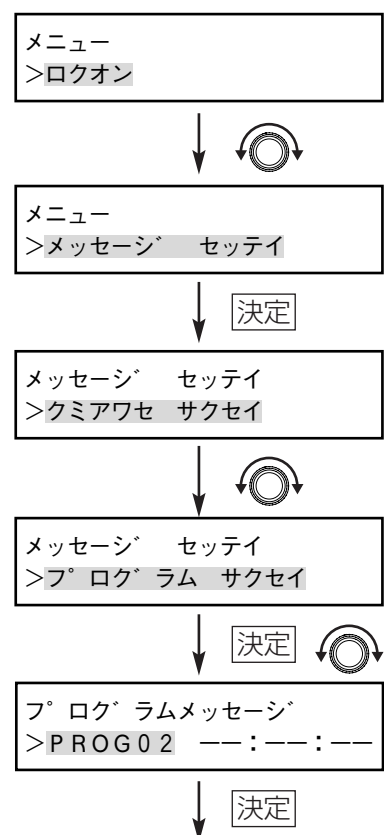 メニュー
>ロクオン
メニュー
>メッセーシ゛ セッテイ
決定
メッセーシ゛ セッテイ
>クミアワセ サクセイ
メッセーシ゛ セッテイ
>フ゜ロク゛ラム サクセイ
決定
フ゜ロク゛ラムメッセーシ゛
>PROG02 −−:−−:−−
決定